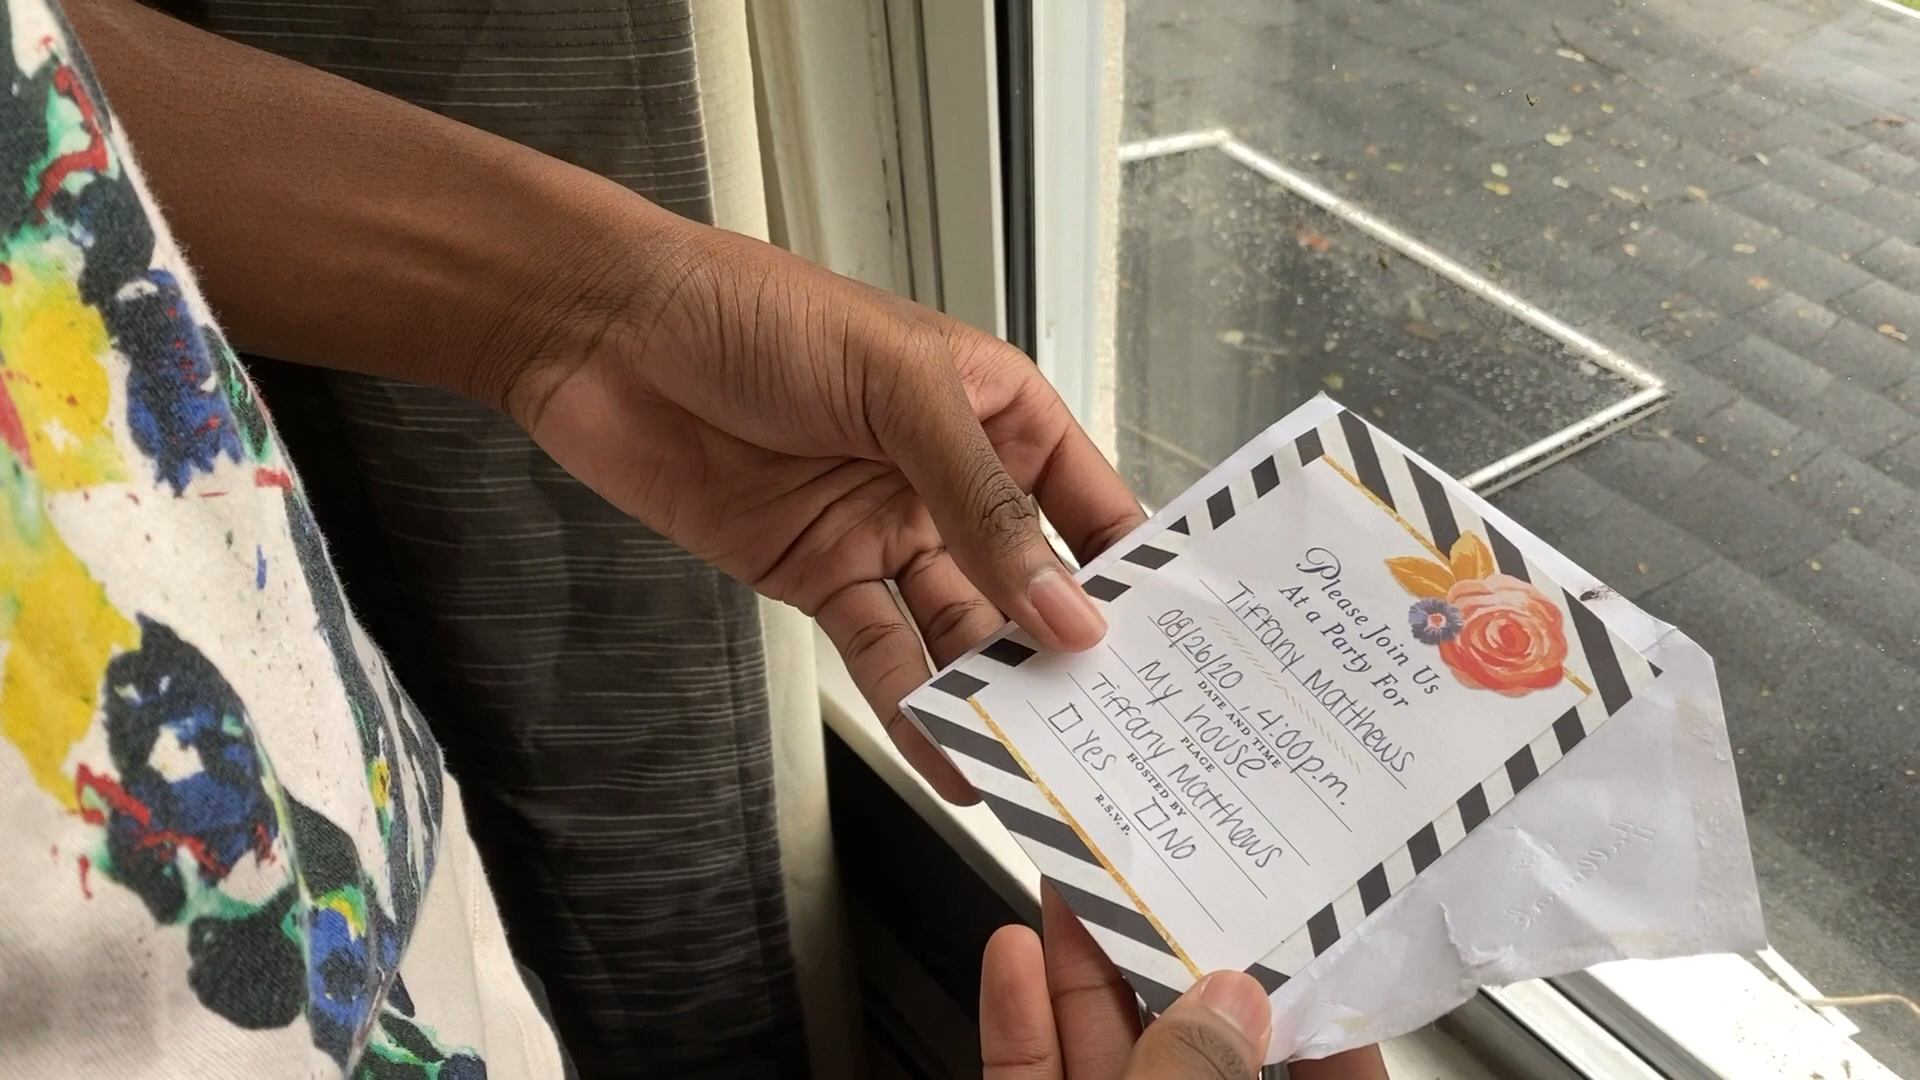 Please Join Us
At a Party For
Tiffany Matthews
08/26/20, 4:00p.m.
DATE AND TIME
My house
PLACE
Tiffany Matthews
HOSTED BY
□ Yes □ No
R.S.V.P.
Hallmark